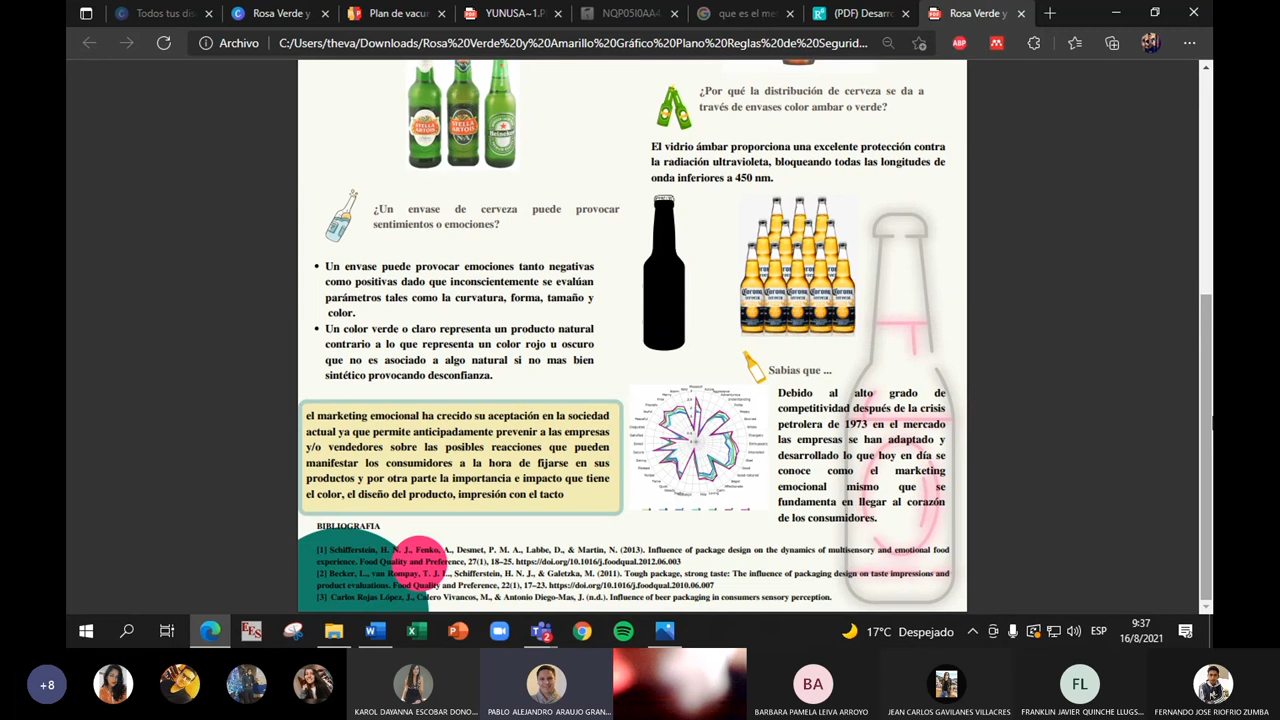 Todos tus dis
Rosa Verde y
Plan de vacu
YUNUSA~1.P
NQP05I0AA4
que es el me
(PDF) Desarro
Rosa Verde y
Archivo
C:/Users/theva/Downloads/Rosa%20Verde%20y%20Amarillo%20Gráfico%20Plano%20Reglas%20de%20Segurid...
ABP
STELLA ARTOIS
STELLA ARTOIS
Heineken
¿Por qué la distribución de cerveza se da a
través de envases color ambar o verde?
El vidrio ámbar proporciona una excelente protección contra
la radiación ultravioleta, bloqueando todas las longitudes de
onda inferiores a 450 nm.
¿Un envase de cerveza puede provocar
sentimientos o emociones?
• Un envase puede provocar emociones tanto negativas
como positivas dado que inconscientemente se evalúan
parámetros tales como la curvatura, forma, tamaño y
color.
• Un color verde o claro representa un producto natural
contrario a lo que representa un color rojo u oscuro
que no es asociado a algo natural si no mas bien
sintético provocando desconfianza.
Corona Corona Corona Corona Corona
Sabias que ...
Debido al alto grado de
competitividad después de la crisis
petrolera de 1973 en el mercado
las empresas se han adaptado y
desarrollado lo que hoy en día se
conoce como el marketing
emocional mismo que se
fundamenta en llegar al corazón
de los consumidores.
el marketing emocional ha crecido su aceptación en la sociedad
actual ya que permite anticipadamente prevenir a las empresas
y/o vendedores sobre las posibles reacciones que pueden
manifestar los consumidores a la hora de fijarse en sus
productos y por otra parte la importancia e impacto que tiene
el color, el diseño del producto, impresión con el tacto
BIBLIOGRAFIA
[1] Schifferstein, H. N. J., Fenko, A., Desmet, P. M. A., Labbe, D., & Martin, N. (2013). Influence of package design on the dynamics of multisensory and emotional food
experience. Food Quality and Preference, 27(1), 18–25. https://doi.org/10.1016/j.foodqual.2012.06.003
[2] Becker, L., van Rompay, T. J. L., Schifferstein, H. N. J., & Galetzka, M. (2011). Tough package, strong taste: The influence of packaging design on taste impressions and
product evaluations. Food Quality and Preference, 22(1), 17–23. https://doi.org/10.1016/j.foodqual.2010.06.007
[3] Carlos Rojas López, J., Calero Vivancos, M., & Antonio Diego-Mas, J. (n.d.). Influence of beer packaging in consumers sensory perception.
17°C Despejado
ESP
9:37
16/8/2021
+8
KAROL DAYANNA ESCOBAR DONO...
PABLO ALEJANDRO ARAUJO GRAN...
BA
BARBARA PAMELA LEIVA ARROYO
JEAN CARLOS GAVILANES VILLACRES
FL
FRANKLIN JAVIER QUINCHE LLUGS...
FERNANDO JOSE RIOFRIO ZUMBA